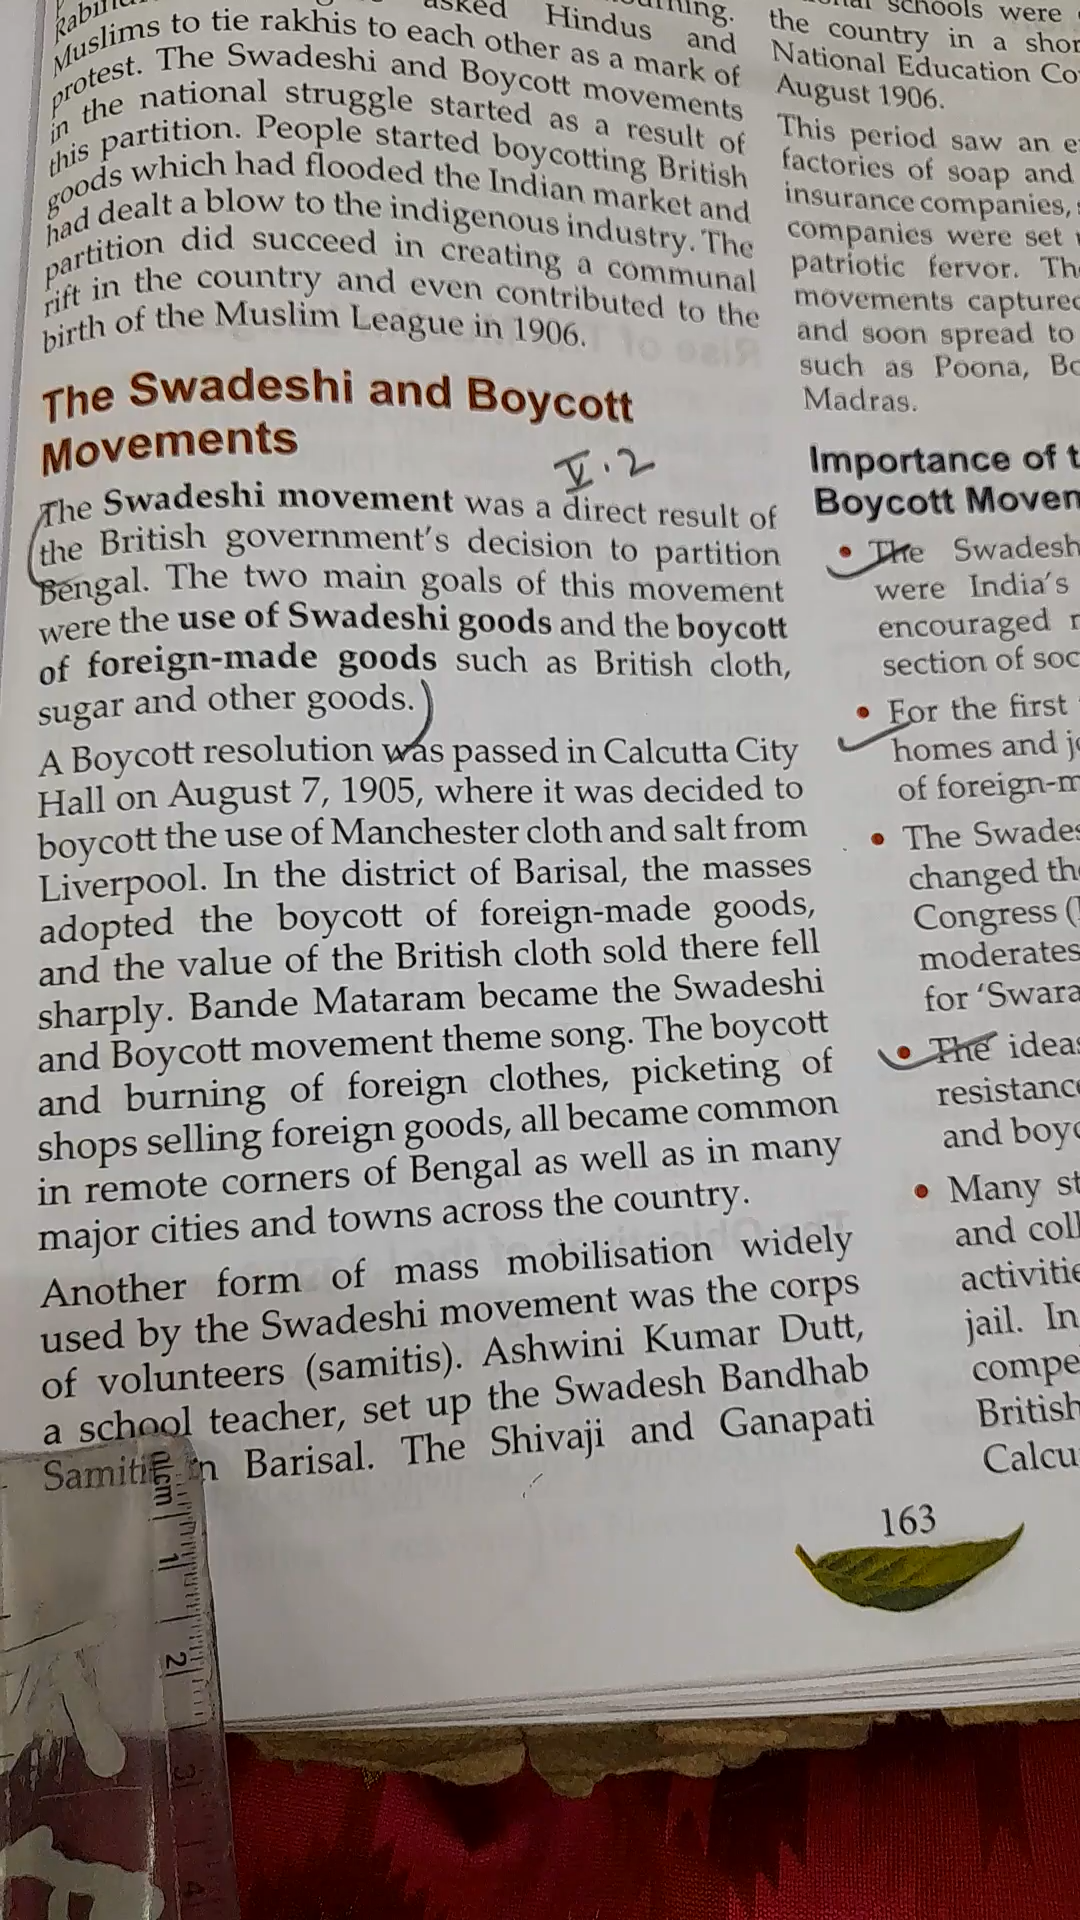 asked Hindus and
Muslims to tie rakhis to each other as a mark of
protest. The Swadeshi and Boycott movements
in the national struggle started as a result of
this partition. People started boycotting British
goods which had flooded the Indian market and
had dealt a blow to the indigenous industry. The
partition did succeed in creating a communal
rift in the country and even contributed to the
birth of the Muslim League in 1906.
The Swadeshi and Boycott
Movements
V.2
The Swadeshi movement was a direct result of
the British government's decision to partition
Bengal. The two main goals of this movement
were the use of Swadeshi goods and the boycott
of foreign-made goods such as British cloth,
sugar and other goods.
A Boycott resolution was passed in Calcutta City
Hall on August 7, 1905, where it was decided to
boycott the use of Manchester cloth and salt from
Liverpool. In the district of Barisal, the masses
adopted the boycott of foreign-made goods,
and the value of the British cloth sold there fell
sharply. Bande Mataram became the Swadeshi
and Boycott movement theme song. The boycott
and burning of foreign clothes, picketing of
shops selling foreign goods, all became common
in remote corners of Bengal as well as in many
major cities and towns across the country.
Another form of mass mobilisation widely
used by the Swadeshi movement was the corps
of volunteers (samitis). Ashwini Kumar Dutt,
a school teacher, set up the Swadesh Bandhab
Samiti in Barisal. The Shivaji and Ganapati
schools were
the country in a shor
National Education Co
August 1906.
This period saw an e
factories of soap and
insurance companies,
companies were set
patriotic fervor. Th
movements captured
and soon spread to
such as Poona, Bo
Madras.
Importance of t
Boycott Movem
• The Swadesh
were India's
encouraged
section of soc
• For the first
homes and j
of foreign-m
• The Swades
changed the
Congress (
moderates
for 'Swara
• The ideas
resistance
and boyc
• Many st
and coll
activitie
jail. In
compe
British
Calcu
163
0 1cm
1
2
3
4